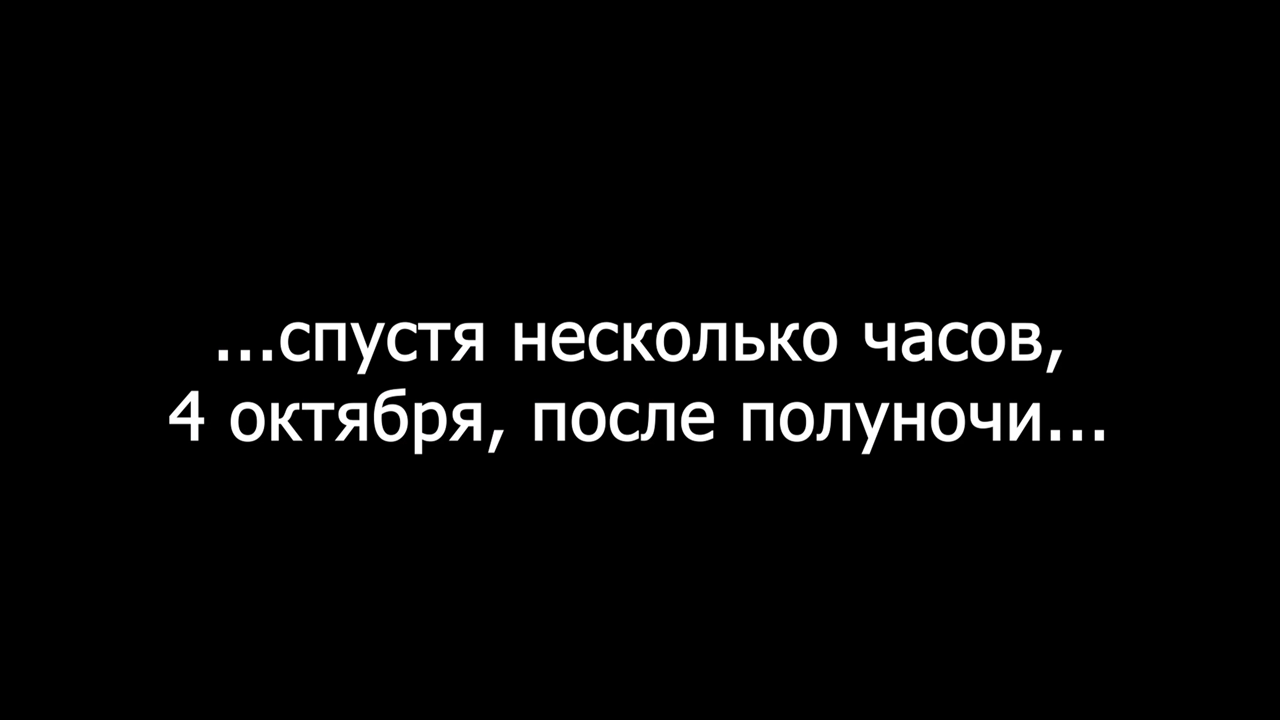 ...спустя несколько часов,
4 октября, после полуночи...